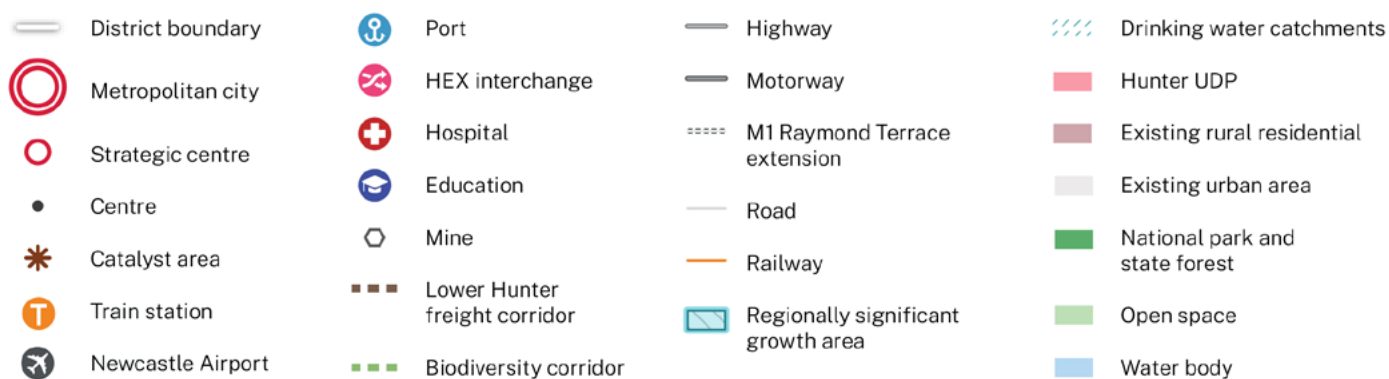 District boundary
Metropolitan city
Strategic centre
Centre
Catalyst area
T
Train station
Newcastle Airport
Port
HEX interchange
Hospital
Education
Mine
Lower Hunter
freight corridor
Biodiversity corridor
Highway
Motorway
M1 Raymond Terrace
extension
Road
Railway
Regionally significant
growth area
Drinking water catchments
Hunter UDP
Existing rural residential
Existing urban area
National park and
state forest
Open space
Water body